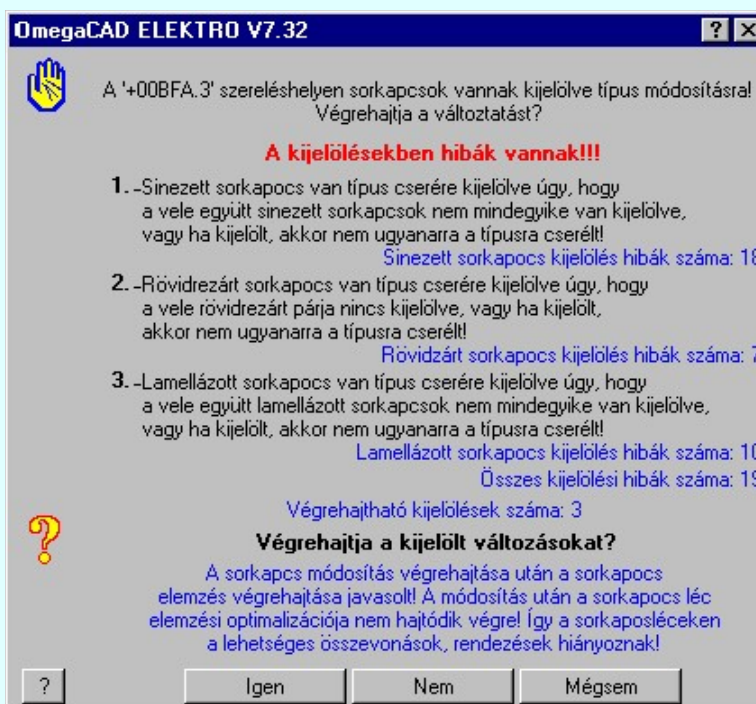 OmegaCAD ELEKTRO V7.32
A '+00BFA.3' szereléshelyen sorkapcsok vannak kijelölve típus módosításra!
Végrehajtja a változtatást?
A kijelölésekben hibák vannak!!!
1. -Sinezett sorkapocs van típus cserére kijelölve úgy, hogy
a vele együtt sinezett sorkapcsok nem mindegyike van kijelölve,
vagy ha kijelölt, akkor nem ugyanarra a típusra cserélt!
Sinezett sorkapocs kijelölés hibák száma: 18
2. -Rövidrezárt sorkapocs van típus cserére kijelölve úgy, hogy
a vele rövidrezárt párja nincs kijelölve, vagy ha kijelölt,
akkor nem ugyanarra a típusra cserélt!
Rövidzárt sorkapocs kijelölés hibák száma: 7
3. -Lamellázott sorkapocs van típus cserére kijelölve úgy, hogy
a vele együtt lamellázott sorkapcsok nem mindegyike van kijelölve,
vagy ha kijelölt, akkor nem ugyanarra a típusra cserélt!
Lamellázott sorkapocs kijelölés hibák száma: 10
Összes kijelölési hibák száma: 19
Végrehajtható kijelölések száma: 3
Végrehajtja a kijelölt változásokat?
A sorkapcs módosítás végrehajtása után a sorkapocs
elemzés végrehajtása javasolt! A módosítás után a sorkapocs léc
elemzési optimalizációja nem hajtódik végre! Így a sorkaposléceken
a lehetséges összevonások, rendezések hiányoznak!
? Igen Nem Mégsem